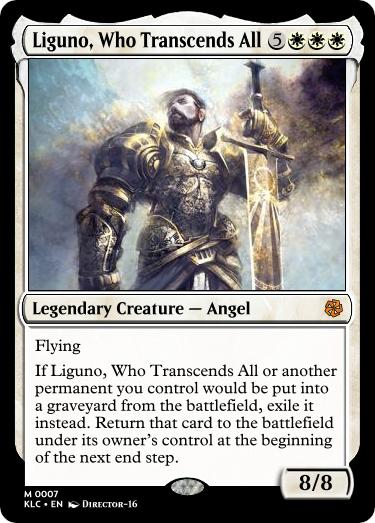 Liguno, Who Transcends All 5
Legendary Creature — Angel
Flying
If Liguno, Who Transcends All or another
permanent you control would be put into
a graveyard from the battlefield, exile it
instead. Return that card to the battlefield
under its owner's control at the beginning
of the next end step.
8/8
M 0007
KLC • EN Director-16